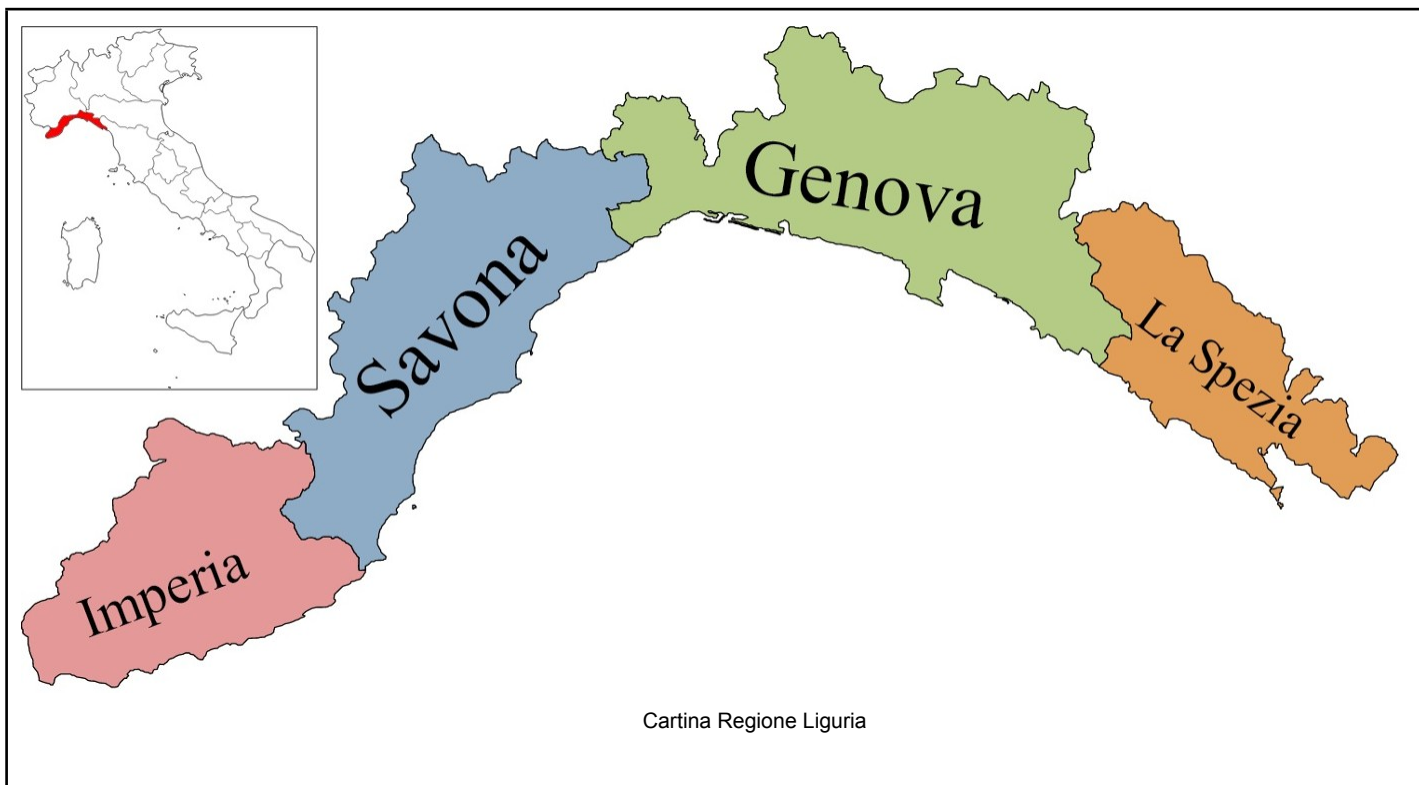 Genova
Savona
La Spezia
Imperia
Cartina Regione Liguria